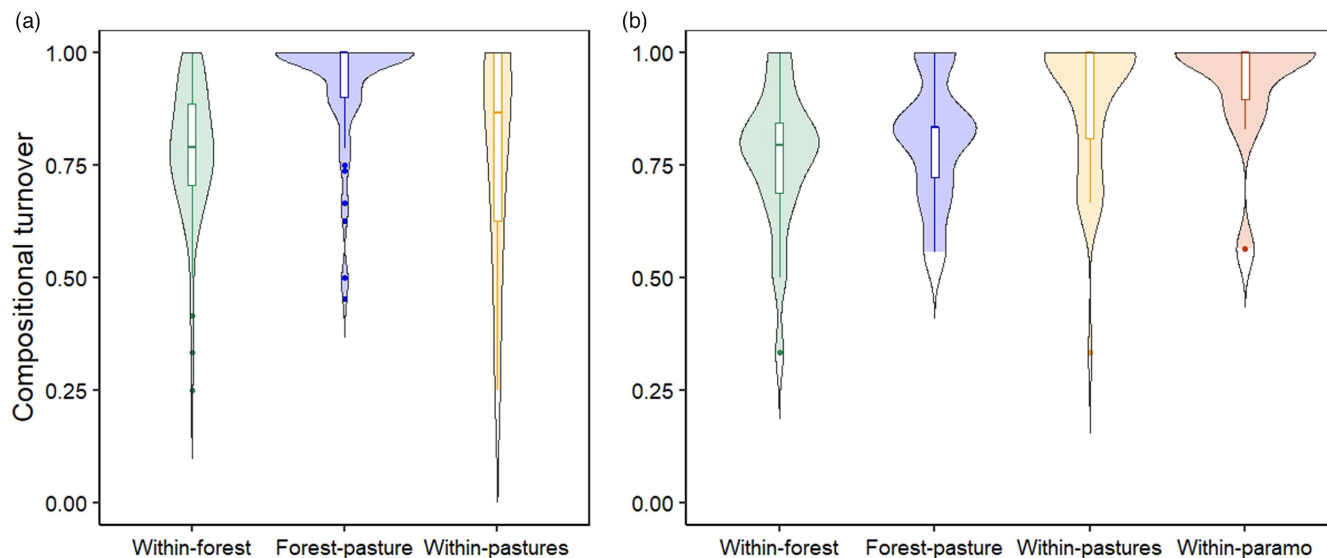 (a)
Compositional turnover
1.00
0.75
0.50
0.25
0.00
Within-forest Forest-pasture Within-pastures
(b)
1.00
0.75
0.50
0.25
0.00
Within-forest Forest-pasture Within-pastures Within-paramo